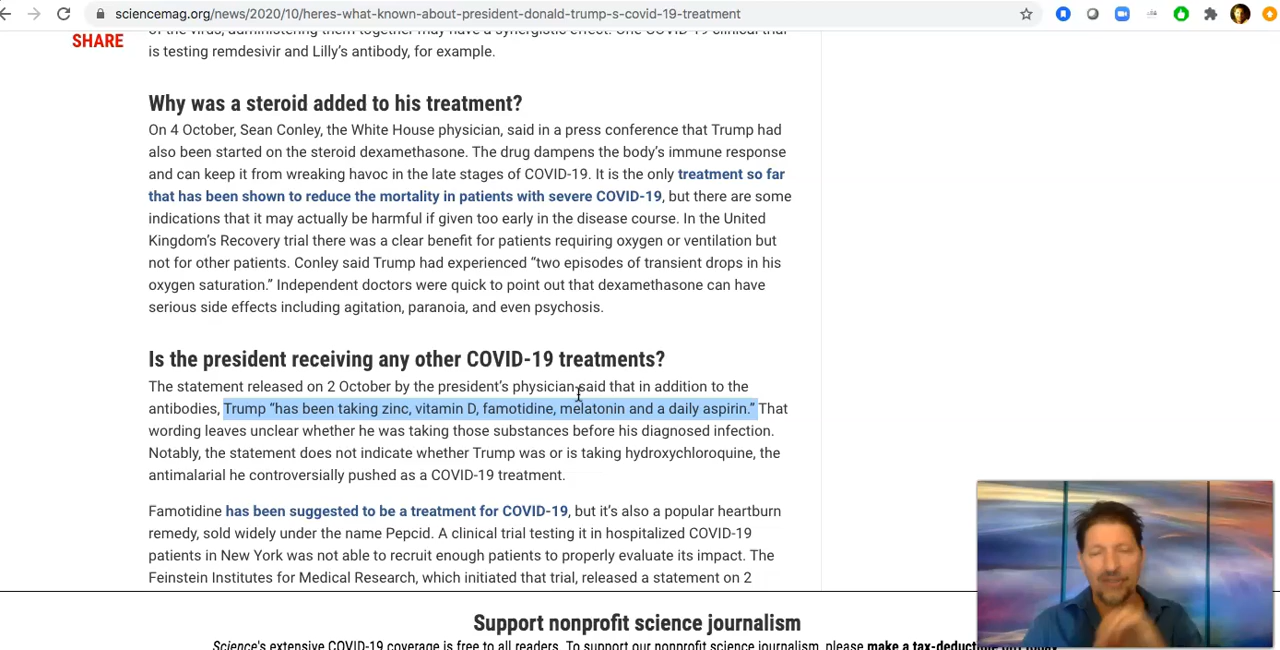 sciencemag.org/news/2020/10/heres-what-known-about-president-donald-trump-s-covid-19-treatment
SHARE
of the virus, administering them together may have a synergistic effect. One COVID-19 clinical trial
is testing remdesivir and Lilly’s antibody, for example.
Why was a steroid added to his treatment?
On 4 October, Sean Conley, the White House physician, said in a press conference that Trump had
also been started on the steroid dexamethasone. The drug dampens the body’s immune response
and can keep it from wreaking havoc in the late stages of COVID-19. It is the only treatment so far
that has been shown to reduce the mortality in patients with severe COVID-19, but there are some
indications that it may actually be harmful if given too early in the disease course. In the United
Kingdom’s Recovery trial there was a clear benefit for patients requiring oxygen or ventilation but
not for other patients. Conley said Trump had experienced “two episodes of transient drops in his
oxygen saturation.” Independent doctors were quick to point out that dexamethasone can have
serious side effects including agitation, paranoia, and even psychosis.
Is the president receiving any other COVID-19 treatments?
The statement released on 2 October by the president’s physician said that in addition to the
antibodies, Trump “has been taking zinc, vitamin D, famotidine, melatonin and a daily aspirin.” That
wording leaves unclear whether he was taking those substances before his diagnosed infection.
Notably, the statement does not indicate whether Trump was or is taking hydroxychloroquine, the
antimalarial he controversially pushed as a COVID-19 treatment.
Famotidine has been suggested to be a treatment for COVID-19, but it’s also a popular heartburn
remedy, sold widely under the name Pepcid. A clinical trial testing it in hospitalized COVID-19
patients in New York was not able to recruit enough patients to properly evaluate its impact. The
Feinstein Institutes for Medical Research, which initiated that trial, released a statement on 2
Support nonprofit science journalism
Science's extensive COVID-19 coverage is free to all readers. To support our nonprofit science journalism, please make a tax-deductible